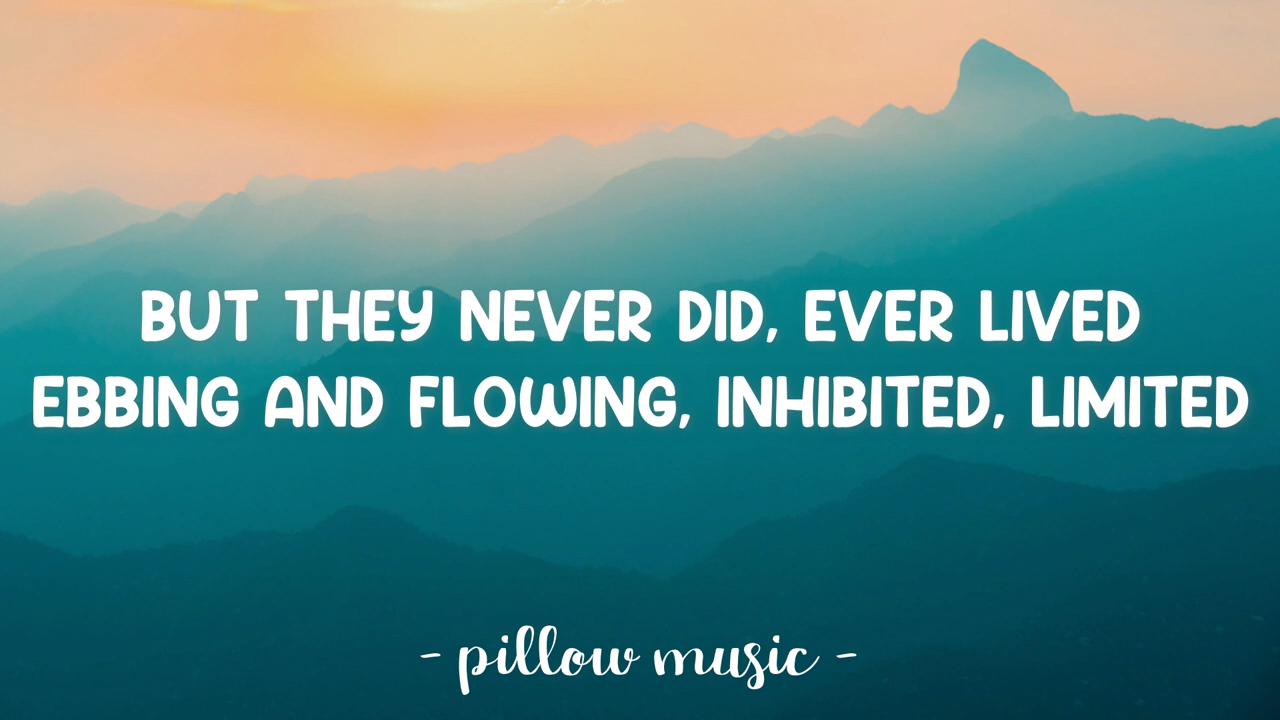 BUT THEY NEVER DID, EVER LIVED
EBBING AND FLOWING, INHIBITED, LIMITED
- pillow music -